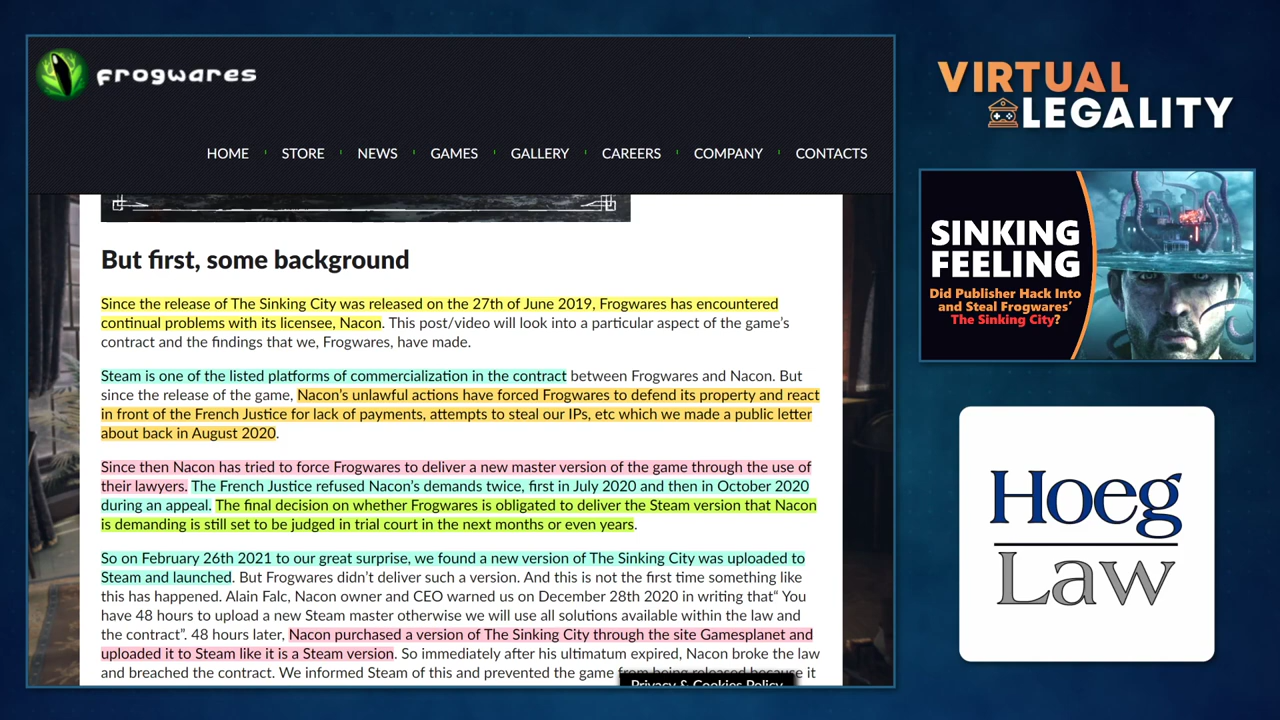 frogwares
HOME STORE NEWS GAMES GALLERY CAREERS COMPANY CONTACTS
But first, some background
Since the release of The Sinking City was released on the 27th of June 2019, Frogwares has encountered
continual problems with its licensee, Nacon. This post/video will look into a particular aspect of the game's
contract and the findings that we, Frogwares, have made.
Steam is one of the listed platforms of commercialization in the contract between Frogwares and Nacon. But
since the release of the game, Nacon's unlawful actions have forced Frogwares to defend its property and react
in front of the French Justice for lack of payments, attempts to steal our IPs, etc which we made a public letter
about back in August 2020.
Since then Nacon has tried to force Frogwares to deliver a new master version of the game through the use of
their lawyers. The French Justice refused Nacon's demands twice, first in July 2020 and then in October 2020
during an appeal. The final decision on whether Frogwares is obligated to deliver the Steam version that Nacon
is demanding is still set to be judged in trial court in the next months or even years.
So on February 26th 2021 to our great surprise, we found a new version of The Sinking City was uploaded to
Steam and launched. But Frogwares didn't deliver such a version. And this is not the first time something like
this has happened. Alain Falc, Nacon owner and CEO warned us on December 28th 2020 in writing that“ You
have 48 hours to upload a new Steam master otherwise we will use all solutions available within the law and
the contract”. 48 hours later, Nacon purchased a version of The Sinking City through the site Gamesplanet and
uploaded it to Steam like it is a Steam version. So immediately after his ultimatum expired, Nacon broke the law
and breached the contract. We informed Steam of this and prevented the game from being released because it
Privacy & Cookies Policy
VIRTUAL
LEGALITY
SINKING
FEELING
Did Publisher Hack Into
and Steal Frogwares'
The Sinking City?
Hoeg
Law